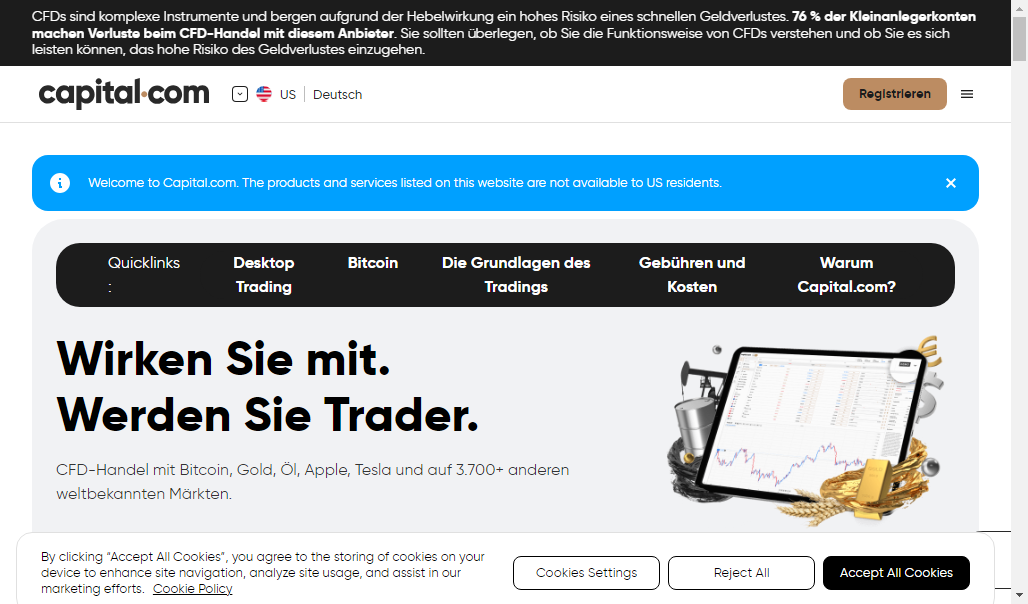 CFDs sind komplexe Instrumente und bergen aufgrund der Hebelwirkung ein hohes Risiko eines schnellen Geldverlustes. 76 % der Kleinanlegerkonten
machen Verluste beim CFD-Handel mit diesem Anbieter. Sie sollten überlegen, ob Sie die Funktionsweise von CFDs verstehen und ob Sie es sich
leisten können, das hohe Risiko des Geldverlustes einzugehen.
capital.com
US
Deutsch
Registrieren
Welcome to Capital.com. The products and services listed on this website are not available to US residents.
Quicklinks
:
Desktop
Trading
Bitcoin
Die Grundlagen des
Tradings
Gebühren und
Kosten
Warum
Capital.com?
Wirken Sie mit.
Werden Sie Trader.
CFD-Handel mit Bitcoin, Gold, Öl, Apple, Tesla und auf 3.700+ anderen
weltbekannten Märkten.
By clicking “Accept All Cookies”, you agree to the storing of cookies on your
device to enhance site navigation, analyze site usage, and assist in our
marketing efforts. Cookie Policy
Cookies Settings
Reject All
Accept All Cookies